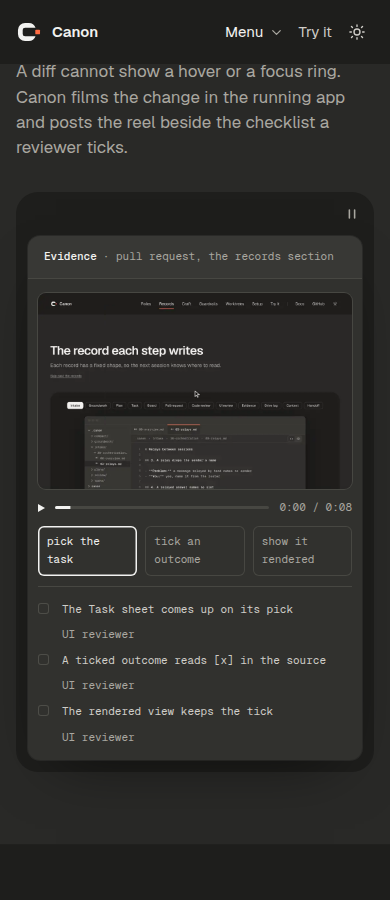 Canon
Menu
Try it
A diff cannot show a hover or a focus ring.
Canon films the change in the running app
and posts the reel beside the checklist a
reviewer ticks.
Evidence · pull request, the records section
Canon
The record each step writes
Each record has a fixed shape, so the next session knows where to read.
0:00 / 0:08
pick the
task
tick an
outcome
show it
rendered
The Task sheet comes up on its pick
UI reviewer
A ticked outcome reads [x] in the source
UI reviewer
The rendered view keeps the tick
UI reviewer